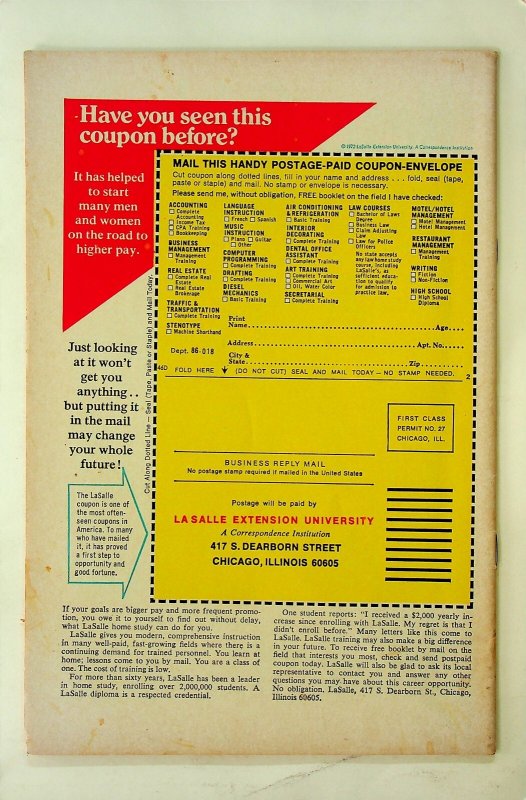 Have you seen this
coupon before?
It has helped
to start
many men
and women
on the road to
higher pay.
Just looking
at it won't
get you
anything . .
but putting it
in the mail
may change
your whole
future!
The LaSalle
coupon is one of
the most often-
seen coupons in
America. To many
who have mailed
it, it has proved
a first step to
opportunity and
good fortune.
Cut Along Dotted Line — Seal (Tape, Paste or Staple) and Mail Today.
© 1972 LaSalle Extension University, A Correspondence Institution
MAIL THIS HANDY POSTAGE-PAID COUPON-ENVELOPE
Cut coupon along dotted lines, fill in your name and address . . . fold, seal (tape,
paste or staple) and mail. No stamp or envelope is necessary.
Please send me, without obligation, FREE booklet on the field I have checked:
ACCOUNTING
Complete
Accounting
Income Tax
CPA Training
Bookkeeping
BUSINESS
MANAGEMENT
Management
Training
REAL ESTATE
Complete Real
Estate
Real Estate
Brokerage
TRAFFIC &
TRANSPORTATION
Complete Training
STENOTYPE
Machine Shorthand
LANGUAGE
INSTRUCTION
French Spanish
MUSIC
INSTRUCTION
Piano Guitar
Other
COMPUTER
PROGRAMMING
Complete Training
DRAFTING
Complete Training
DIESEL
MECHANICS
Basic Training
AIR CONDITIONING
& REFRIGERATION
Basic Training
INTERIOR
DECORATING
Complete Training
DENTAL OFFICE
ASSISTANT
Complete Training
ART TRAINING
Complete Training
Commercial Art
Oil, Water Color
SECRETARIAL
Complete Training
LAW COURSES
Bachelor of Laws
Degree
Business Law
Claim Adjusting
Law
Law for Police
Officers
No state accepts
any law home study
course, including
LaSalle's, as
sufficient educa-
tion to qualify
for admission to
practice law.
MOTEL/HOTEL
MANAGEMENT
Motel Management
Hotel Management
RESTAURANT
MANAGEMENT
Management
Training
WRITING
Fiction
Non-Fiction
HIGH SCHOOL
High School
Diploma
Print
Name Age
Address Apt. No.
Dept. 86-018
City &
State Zip
46D FOLD HERE (DO NOT CUT) SEAL AND MAIL TODAY – NO STAMP NEEDED. 2
FIRST CLASS
PERMIT NO. 27
CHICAGO, ILL.
BUSINESS REPLY MAIL
No postage stamp required if mailed in the United States
Postage will be paid by
LA SALLE EXTENSION UNIVERSITY
A Correspondence Institution
417 S. DEARBORN STREET
CHICAGO, ILLINOIS 60605
If your goals are bigger pay and more frequent promo-
tion, you owe it to yourself to find out without delay,
what LaSalle home study can do for you.
LaSalle gives you modern, comprehensive instruction
in many well-paid, fast-growing fields where there is a
continuing demand for trained personnel. You learn at
home; lessons come to you by mail. You are a class of
one. The cost of training is low.
For more than sixty years, LaSalle has been a leader
in home study, enrolling over 2,000,000 students. A
LaSalle diploma is a respected credential.
One student reports: "I received a $2,000 yearly in-
crease since enrolling with LaSalle. My regret is that I
didn't enroll before." Many letters like this come to
LaSalle. LaSalle training may also make a big difference
in your future. To receive free booklet by mail on the
field that interests you most, check and send postpaid
coupon today. LaSalle will also be glad to ask its local
representative to contact you and answer any other
questions you may have about this career opportunity.
No obligation. LaSalle, 417 S. Dearborn St., Chicago,
Illinois 60605.